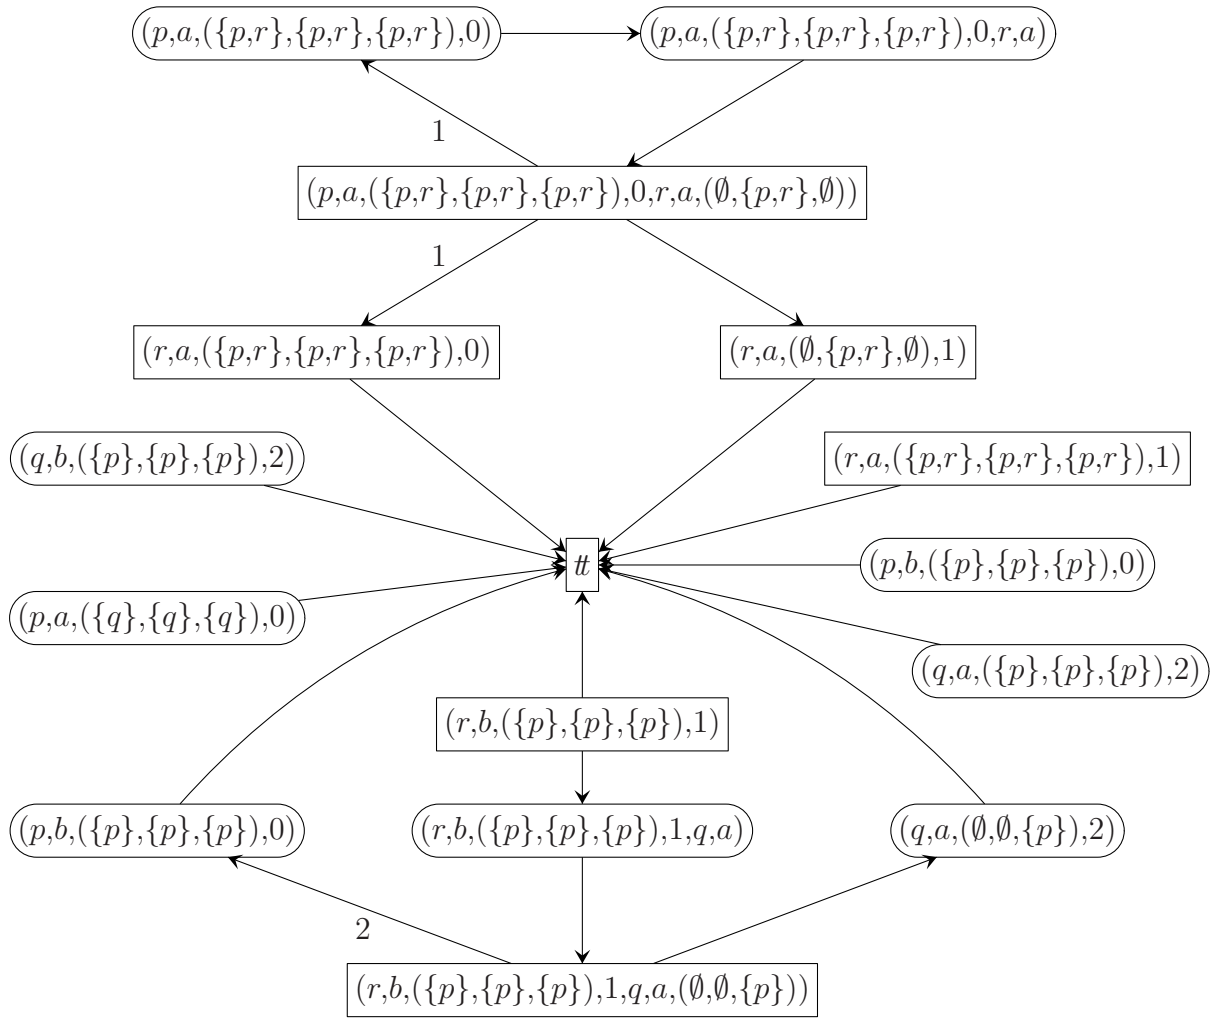 (p,a,({p,r},{p,r},{p,r}),0)
(p,a,({p,r},{p,r},{p,r}),0,r,a)
1
(p,a,({p,r},{p,r},{p,r}),0,r,a,(∅,{p,r},∅))
1
(r,a,({p,r},{p,r},{p,r}),0)
(r,a,(∅,{p,r},∅),1)
(q,b,({p},{p},{p}),2)
(r,a,({p,r},{p,r},{p,r}),1)
tt
(p,b,({p},{p},{p}),0)
(p,a,({q},{q},{q}),0)
(q,a,({p},{p},{p}),2)
(r,b,({p},{p},{p}),1)
(p,b,({p},{p},{p}),0)
(r,b,({p},{p},{p}),1,q,a)
(q,a,(∅,∅,{p}),2)
2
(r,b,({p},{p},{p}),1,q,a,(∅,∅,{p}))